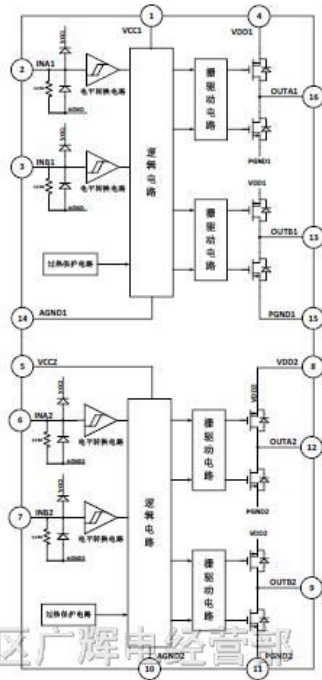 1
4
VCC1
VDD1
2
INA1
电平转换电路
栅驱动电路
OUTA1
16
PGND1
3
INB1
电平转换电路
逻辑电路
VDD1
栅驱动电路
OUTB1
13
过热保护电路
14
AGND1
PGND1
15
5
VCC2
VDD2
8
6
INA2
VDD2
电平转换电路
AGND2
栅驱动电路
OUTA2
12
PGND2
7
INB2
电平转换电路
AGND2
逻辑电路
VDD2
栅驱动电路
OUTB2
9
过热保护电路
AGND2
PGND2
10
11
区广辉电经营部